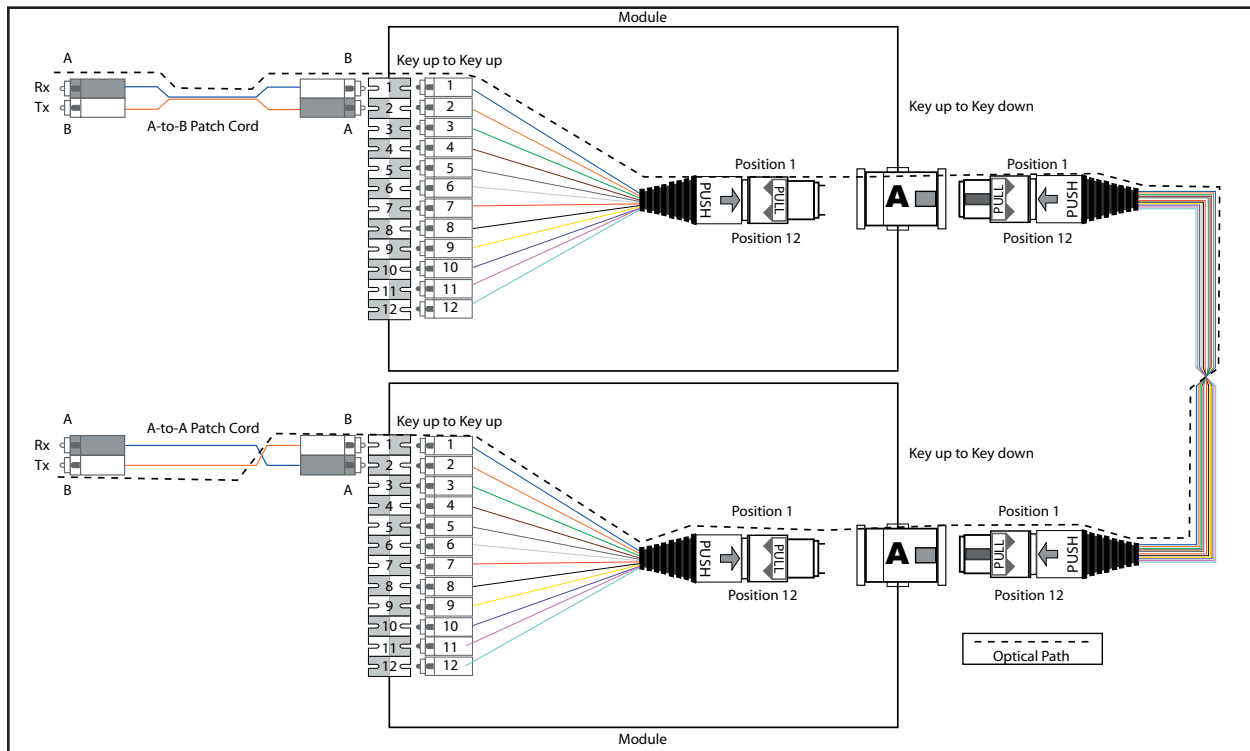 Module
A
B
Key up to Key up
Rx
Tx
B
A-to-B Patch Cord
A
1
2
3
4
5
6
7
8
9
10
11
12
1
2
3
4
5
6
7
8
9
10
11
12
Position 1
PUSH
PULL
Position 12
Key up to Key down
A
Position 1
PULL
PUSH
Position 12
A
A-to-A Patch Cord
B
Key up to Key up
Rx
Tx
B
A
1
2
3
4
5
6
7
8
9
10
11
12
1
2
3
4
5
6
7
8
9
10
11
12
Position 1
PUSH
PULL
Position 12
Key up to Key down
A
Position 1
PULL
PUSH
Position 12
Optical Path
Module